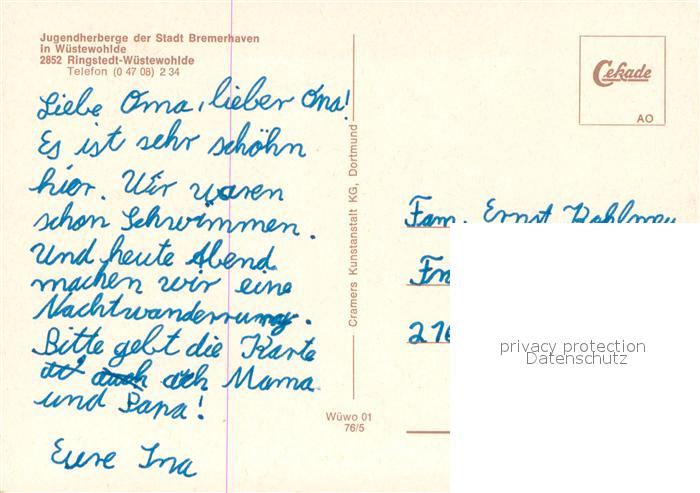 Jugendherberge der Stadt Bremerhaven
in Wüstewohlde
2852 Ringstedt-Wüstewohlde
Telefon (0 47 08) 2 34
Liebe Oma, lieber Opa!
Es ist sehr schöhn
hier. Wir waren
schon Schwimmen.
Und heute Abend
machen wir eine
Nachtwanderrung.
Bitte gebt die Karte
auch Mama
und Papa!
Eure Ina
Cramers Kunstanstalt KG, Dortmund
Wüwo 01
76/5
Cekade
AO
Fam. Ernst
privacy protection
Datenschutz